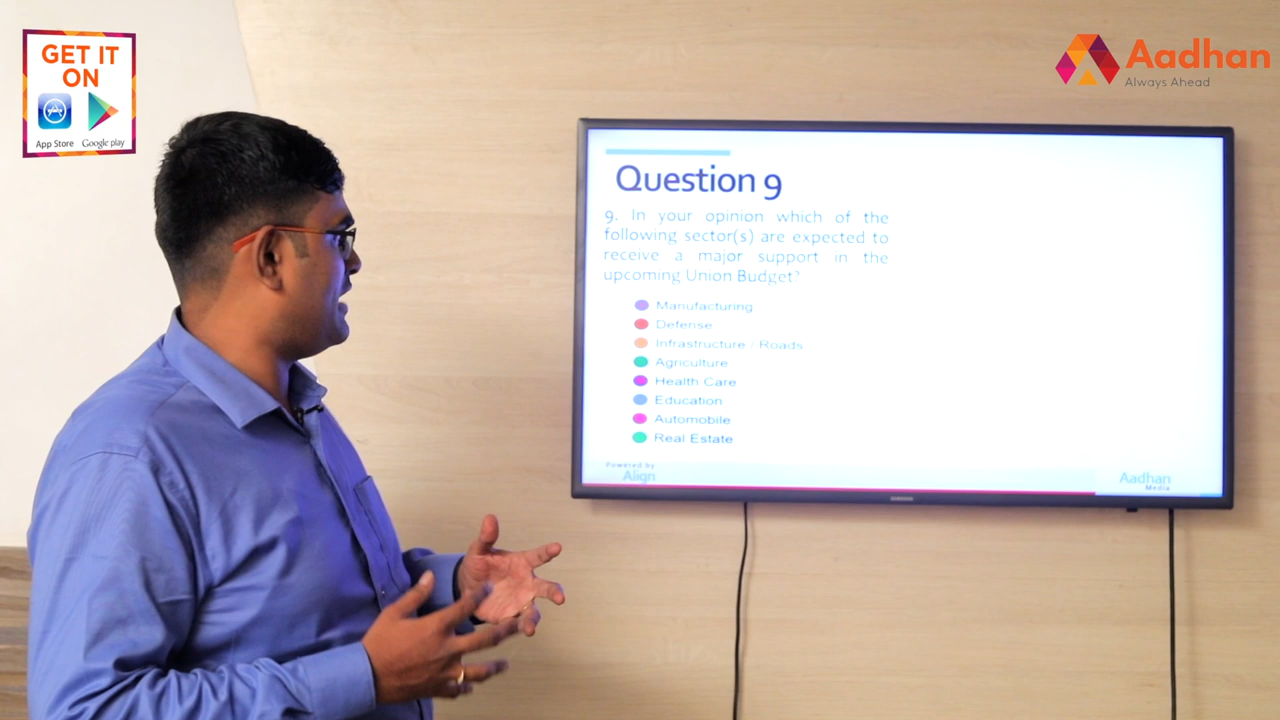 GET IT
ON
App Store Google play
Aadhan
Always Ahead
Question 9
9. In your opinion which of the
following sector(s) are expected to
receive a major support in the
upcoming Union Budget?
Manufacturing
Defense
Infrastructure / Roads
Agriculture
Health Care
Education
Automobile
Real Estate
Powered by
Align
Aadhan
Media
SAMSUNG